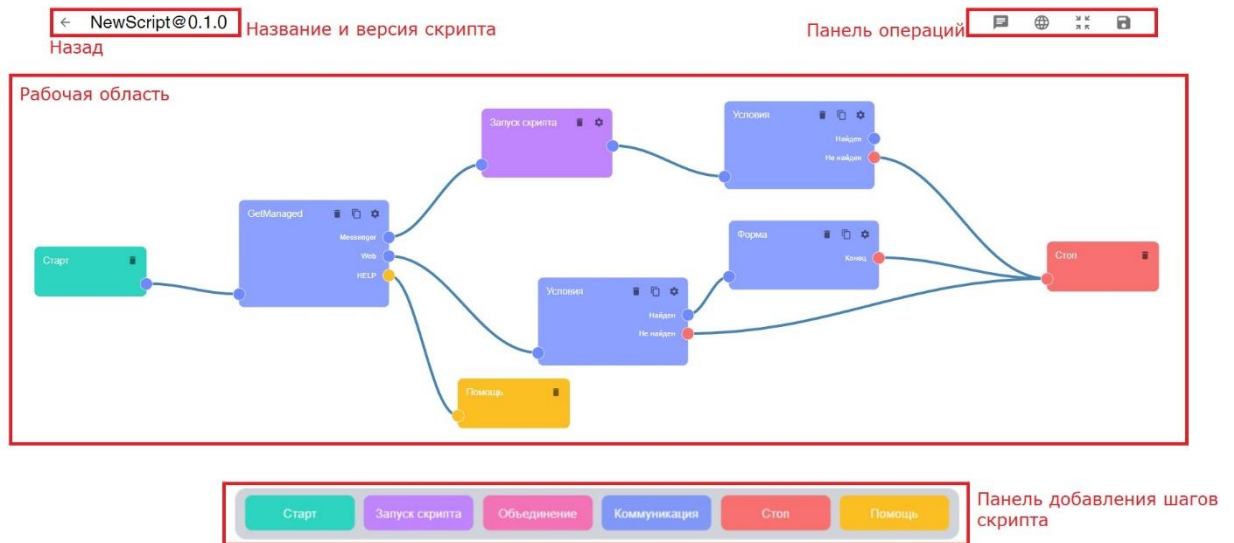 NewScript@0.1.0
Название и версия скрипта
Панель операций
Назад
Рабочая область
Запуск скрипта
Условия
Найден
Не найден
GetManaged
Messenger
Web
HELP
Форма
Конец
Старт
Стоп
Условия
Найден
Не найден
Помощь
Старт
Запуск скрипта
Объединение
Коммуникация
Стоп
Помощь
Панель добавления шагов
скрипта